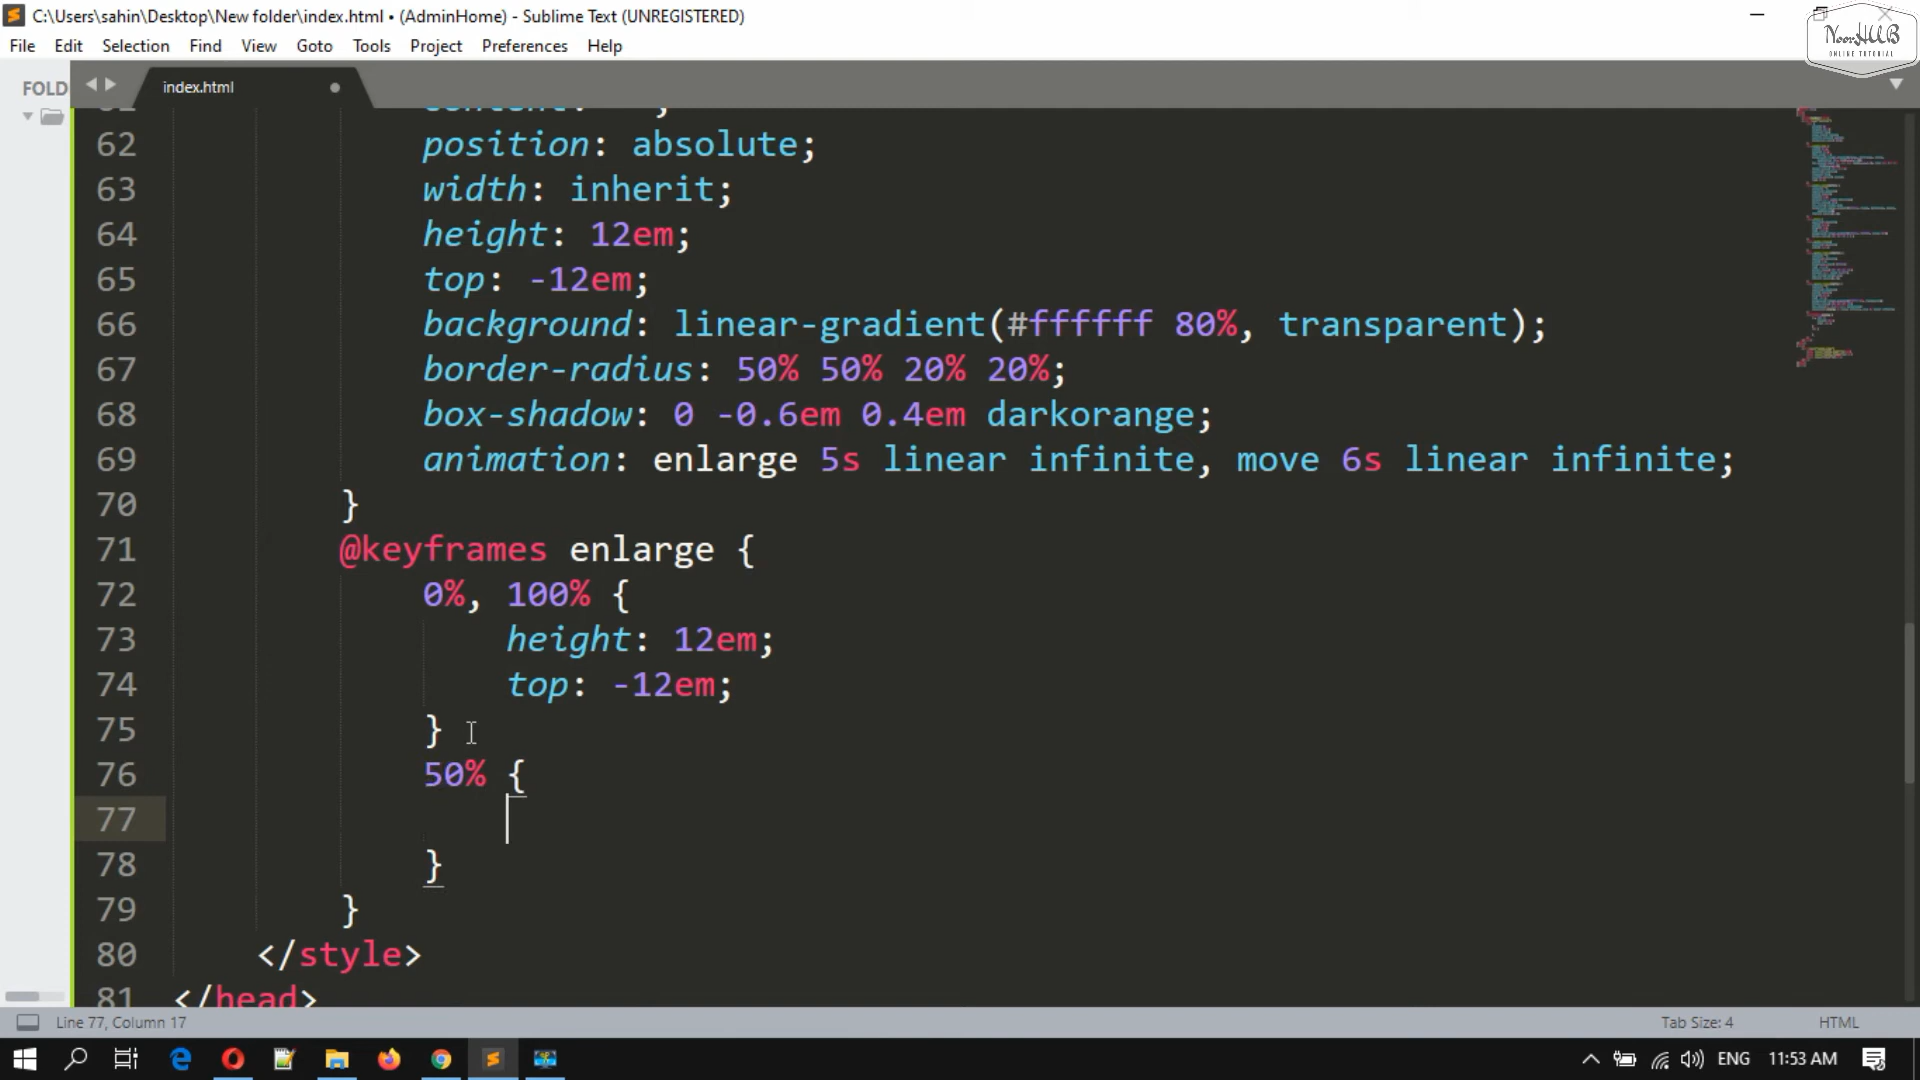 C:\Users\sahin\Desktop\New folder\index.html • (AdminHome) - Sublime Text (UNREGISTERED)
NoorHUB
ONLINE TUTORIAL
File Edit Selection Find View Goto Tools Project Preferences Help
FOLD
index.html
62 position: absolute;
63 width: inherit;
64 height: 12em;
65 top: -12em;
66 background: linear-gradient(#ffffff 80%, transparent);
67 border-radius: 50% 50% 20% 20%;
68 box-shadow: 0 -0.6em 0.4em darkorange;
69 animation: enlarge 5s linear infinite, move 6s linear infinite;
70 }
71 @keyframes enlarge {
72 0%, 100% {
73 height: 12em;
74 top: -12em;
75 }
76 50% {
77
78 }
79 }
80 </style>
81 </head>
Line 77, Column 17 Tab Size: 4 HTML
ENG 11:53 AM